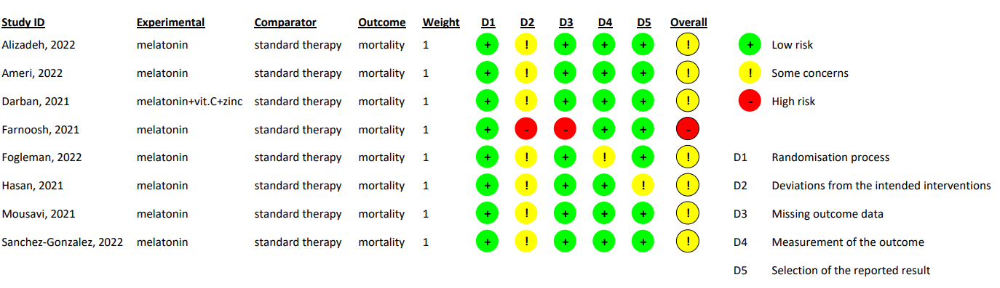 Study ID Experimental Comparator Outcome Weight D1 D2 D3 D4 D5 Overall
Alizadeh, 2022 melatonin standard therapy mortality 1 + ! + + + ! + Low risk
Ameri, 2022 melatonin standard therapy mortality 1 + ! + + + ! ! Some concerns
Darban, 2021 melatonin+vit.C+zinc standard therapy mortality 1 + ! + + + ! - High risk
Farnoosh, 2021 melatonin standard therapy mortality 1 + - - + + -
Fogleman, 2022 melatonin standard therapy mortality 1 + ! + ! + ! D1 Randomisation process
Hasan, 2021 melatonin standard therapy mortality 1 + ! + + ! ! D2 Deviations from the intended interventions
Mousavi, 2021 melatonin standard therapy mortality 1 + ! + + + ! D3 Missing outcome data
Sanchez-Gonzalez, 2022 melatonin standard therapy mortality 1 + ! + + + ! D4 Measurement of the outcome
D5 Selection of the reported result